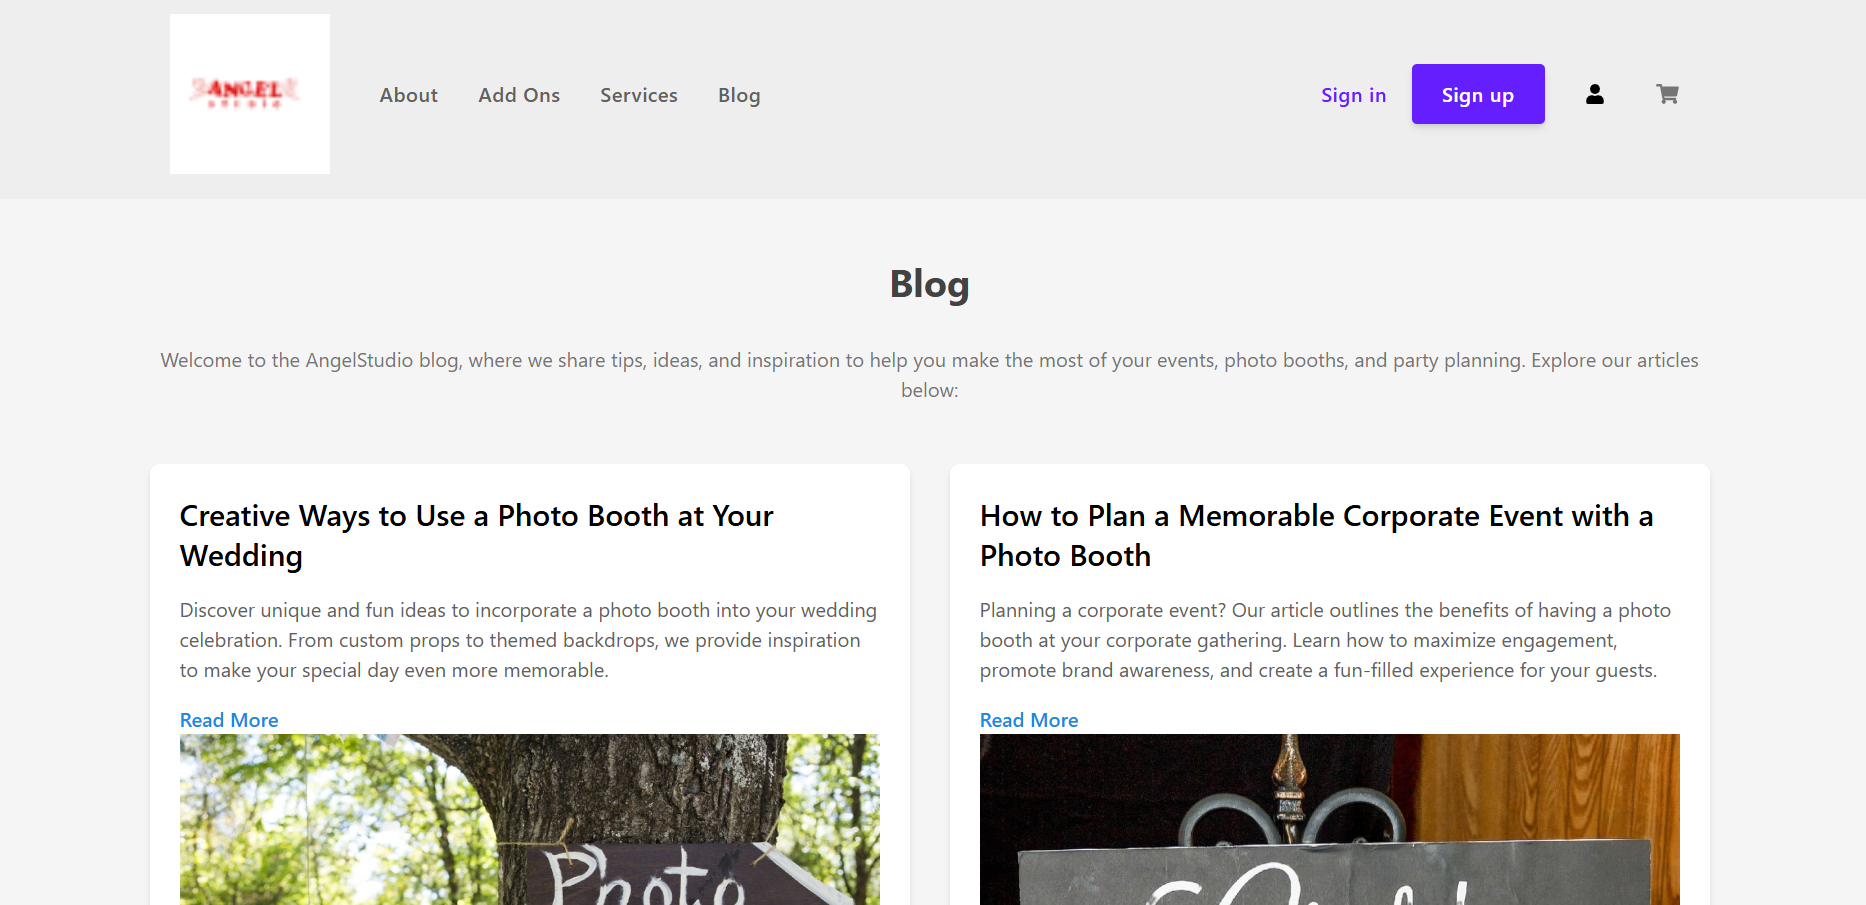 ANGEL
STUDIO
About Add Ons Services Blog Sign in Sign up
Blog
Welcome to the AngelStudio blog, where we share tips, ideas, and inspiration to help you make the most of your events, photo booths, and party planning. Explore our articles
below:
Creative Ways to Use a Photo Booth at Your
Wedding
Discover unique and fun ideas to incorporate a photo booth into your wedding
celebration. From custom props to themed backdrops, we provide inspiration
to make your special day even more memorable.
Read More
Photo
How to Plan a Memorable Corporate Event with a
Photo Booth
Planning a corporate event? Our article outlines the benefits of having a photo
booth at your corporate gathering. Learn how to maximize engagement,
promote brand awareness, and create a fun-filled experience for your guests.
Read More